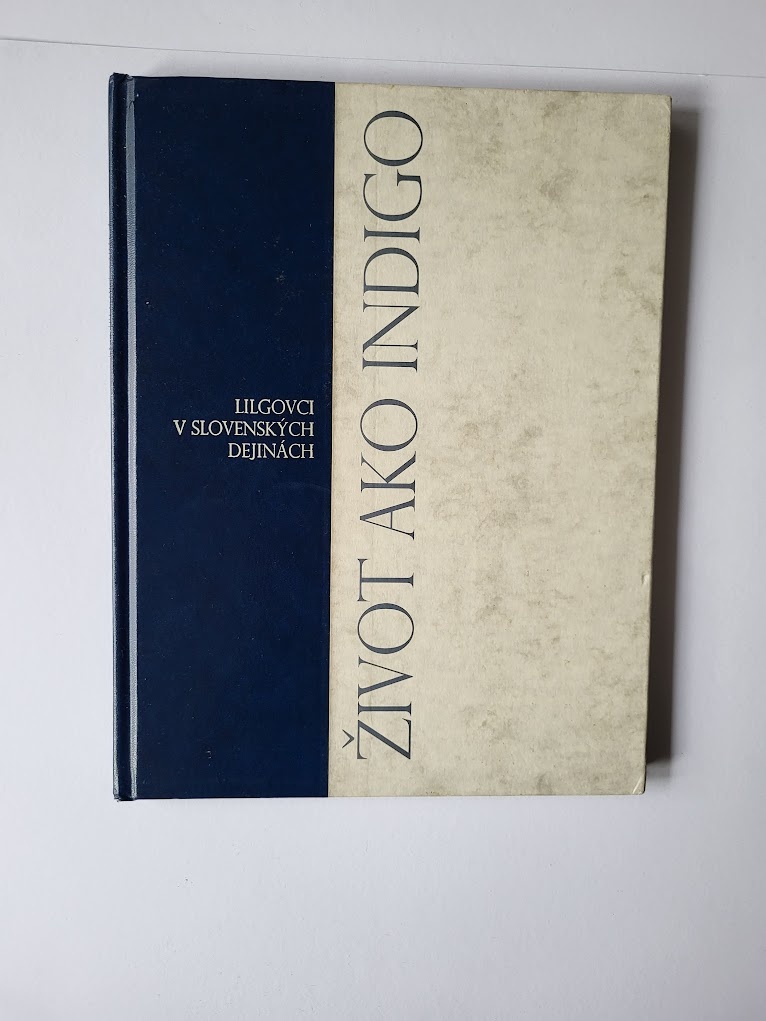 LILGOVCI
V SLOVENSKÝCH
DEJINÁCH
ŽIVOT AKO INDIGO